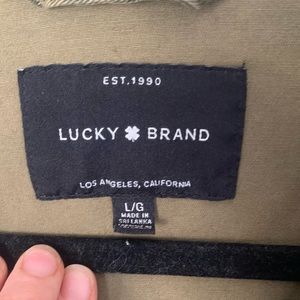 EST.1990
LUCKY BRAND
LOS ANGELES, CALIFORNIA
L/G
MADE IN
SRI LANKA